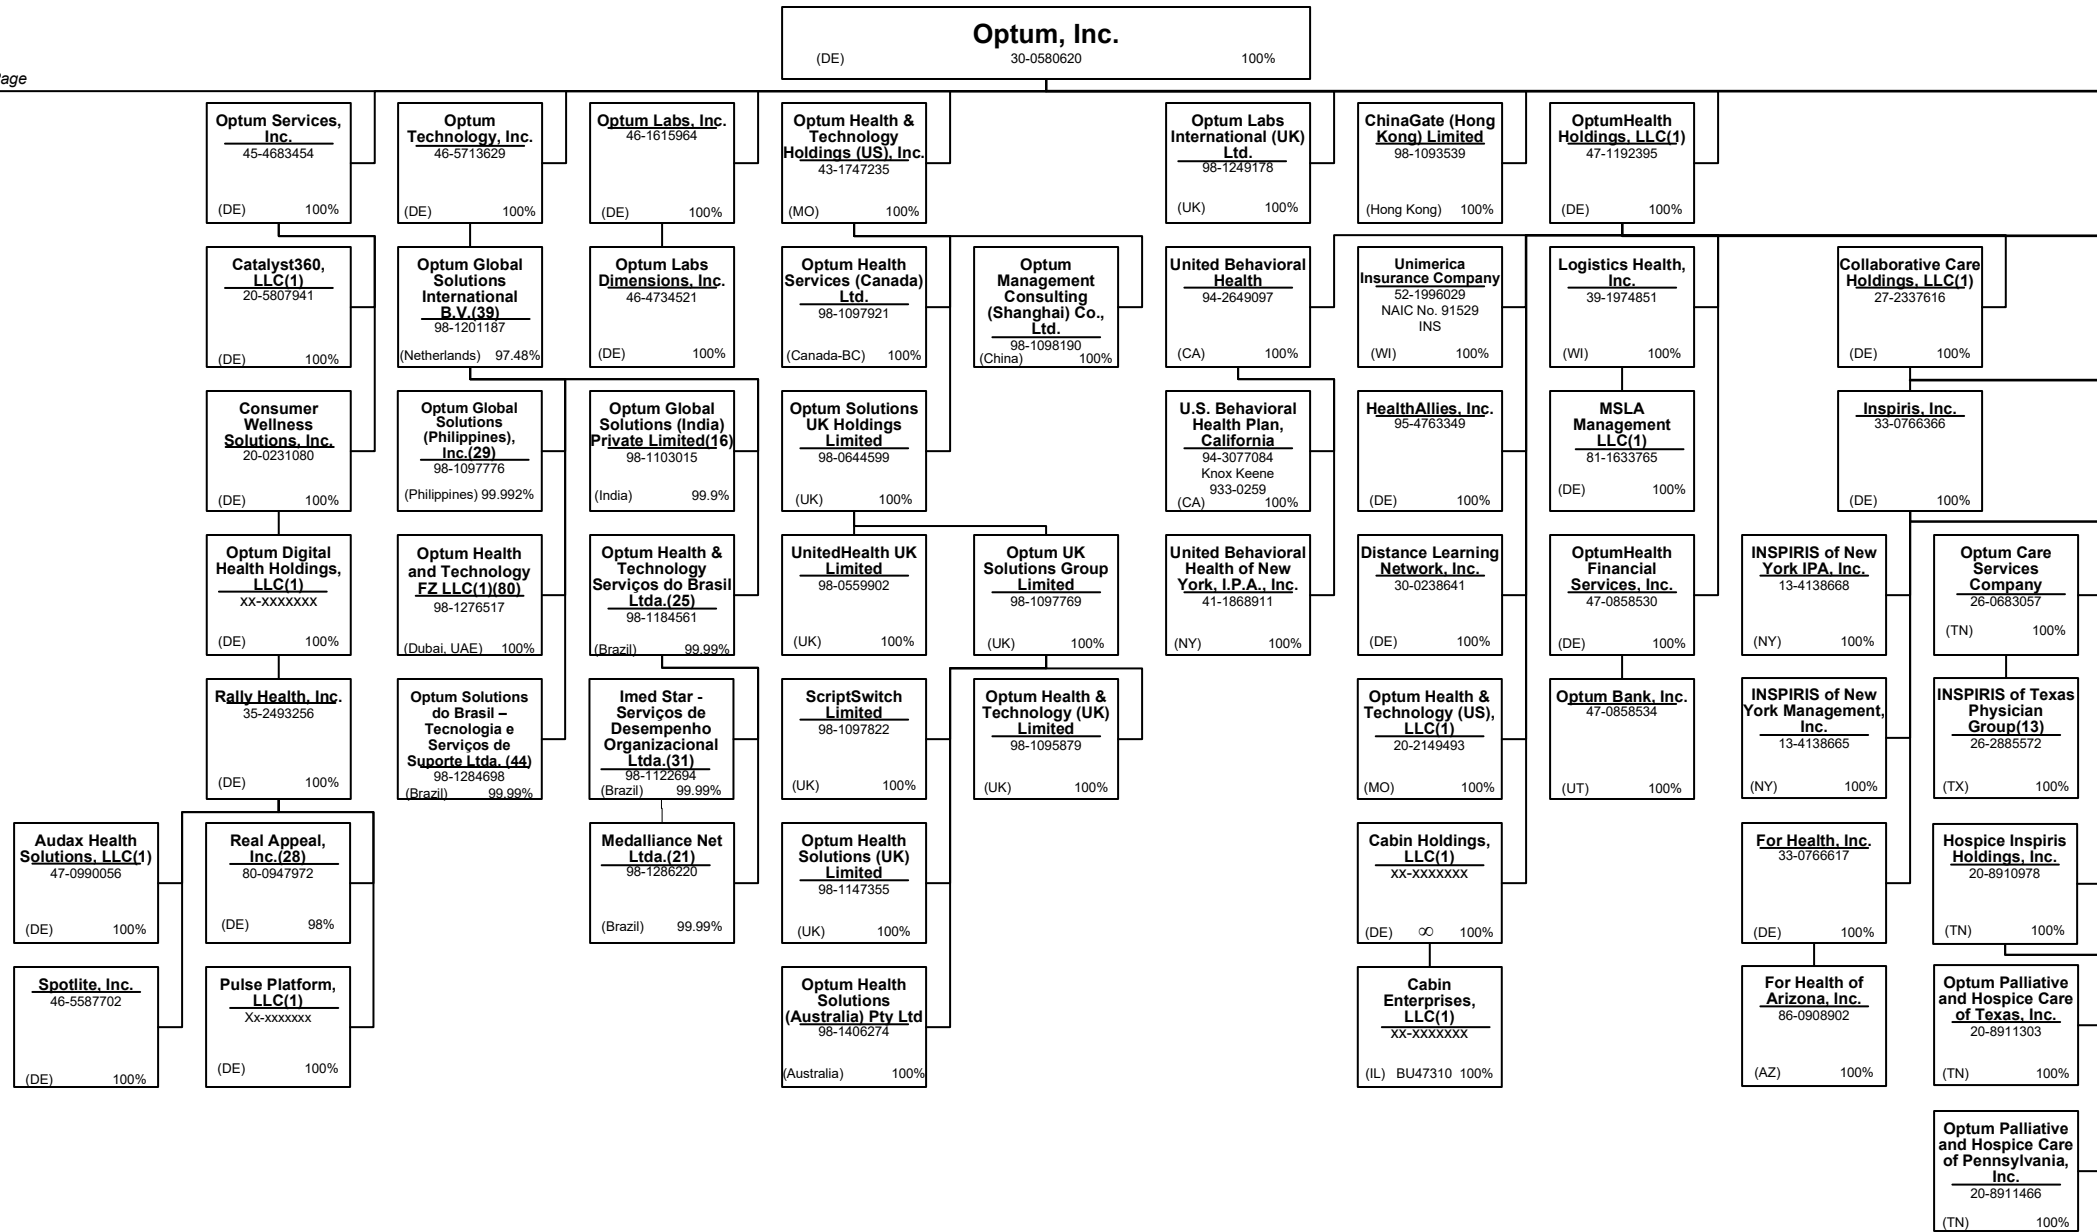 Optum, Inc.
(DE) 30-0580620 100%
Page
Optum Services,
Inc.
45-4683454
(DE) 100%
Optum
Technology, Inc.
46-5713629
(DE) 100%
Optum Labs, Inc.
46-1615964
(DE) 100%
Optum Health &
Technology
Holdings (US), Inc.
43-1747235
(MO) 100%
Optum Labs
International (UK)
Ltd.
98-1249178
(UK) 100%
ChinaGate (Hong
Kong) Limited
98-1093539
(Hong Kong) 100%
OptumHealth
Holdings, LLC(1)
47-1192395
(DE) 100%
Catalyst360,
LLC(1)
20-5807941
(DE) 100%
Optum Global
Solutions
International
B.V.(39)
98-1201187
(Netherlands) 97.48%
Optum Labs
Dimensions, Inc.
46-4734521
(DE) 100%
Optum Health
Services (Canada)
Ltd.
98-1097921
(Canada-BC) 100%
Optum
Management
Consulting
(Shanghai) Co.,
Ltd.
98-1098190
(China) 100%
United Behavioral
Health
94-2649097
(CA) 100%
Unimerica
Insurance Company
52-1996029
NAIC No. 91529
INS
(WI) 100%
Logistics Health,
Inc.
39-1974851
(WI) 100%
Collaborative Care
Holdings, LLC(1)
27-2337616
(DE) 100%
Consumer
Wellness
Solutions, Inc.
20-0231080
(DE) 100%
Optum Global
Solutions
(Philippines),
Inc.(29)
98-1097776
(Philippines) 99.992%
Optum Global
Solutions (India)
Private Limited(16)
98-1103015
(India) 99.9%
Optum Solutions
UK Holdings
Limited
98-0644599
(UK) 100%
U.S. Behavioral
Health Plan,
California
94-3077084
Knox Keene
933-0259
(CA) 100%
HealthAllies, Inc.
95-4763349
(DE) 100%
MSLA
Management
LLC(1)
81-1633765
(DE) 100%
Inspiris, Inc.
33-0766366
(DE) 100%
Optum Digital
Health Holdings,
LLC(1)
xx-xxxxxxx
(DE) 100%
Optum Health
and Technology
FZ LLC(1)(80)
98-1276517
(Dubai, UAE) 100%
Optum Health &
Technology
Serviços do Brasil
Ltda.(25)
98-1184561
(Brazil) 99.99%
UnitedHealth UK
Limited
98-0559902
(UK) 100%
Optum UK
Solutions Group
Limited
98-1097769
(UK) 100%
United Behavioral
Health of New
York, I.P.A., Inc.
41-1868911
(NY) 100%
Distance Learning
Network, Inc.
30-0238641
(DE) 100%
OptumHealth
Financial
Services, Inc.
47-0858530
(DE) 100%
INSPIRIS of New
York IPA, Inc.
13-4138668
(NY) 100%
Optum Care
Services
Company
26-0683057
(TN) 100%
Rally Health, Inc.
35-2493256
(DE) 100%
Optum Solutions
do Brasil –
Tecnologia e
Serviços de
Suporte Ltda. (44)
98-1284698
(Brazil) 99.99%
Imed Star -
Serviços de
Desempenho
Organizacional
Ltda.(31)
98-1122694
(Brazil) 99.99%
ScriptSwitch
Limited
98-1097822
(UK) 100%
Optum Health &
Technology (UK)
Limited
98-1095879
(UK) 100%
Optum Health &
Technology (US),
LLC(1)
20-2149493
(MO) 100%
Optum Bank, Inc.
47-0858534
(UT) 100%
INSPIRIS of New
York Management,
Inc.
13-4138665
(NY) 100%
INSPIRIS of Texas
Physician
Group(13)
26-2885572
(TX) 100%
Audax Health
Solutions, LLC(1)
47-0990056
(DE) 100%
Real Appeal,
Inc.(28)
80-0947972
(DE) 98%
Medalliance Net
Ltda.(21)
98-1286220
(Brazil) 99.99%
Optum Health
Solutions (UK)
Limited
98-1147355
(UK) 100%
Cabin Holdings,
LLC(1)
xx-xxxxxxx
(DE) ∞ 100%
For Health, Inc.
33-0766617
(DE) 100%
Hospice Inspiris
Holdings, Inc.
20-8910978
(TN) 100%
Spotlite, Inc.
46-5587702
(DE) 100%
Pulse Platform,
LLC(1)
Xx-xxxxxxx
(DE) 100%
Optum Health
Solutions
(Australia) Pty Ltd
98-1406274
(Australia) 100%
Cabin
Enterprises,
LLC(1)
xx-xxxxxxx
(IL) BU47310 100%
For Health of
Arizona, Inc.
86-0908902
(AZ) 100%
Optum Palliative
and Hospice Care
of Texas, Inc.
20-8911303
(TN) 100%
Optum Palliative
and Hospice Care
of Pennsylvania,
Inc.
20-8911466
(TN) 100%